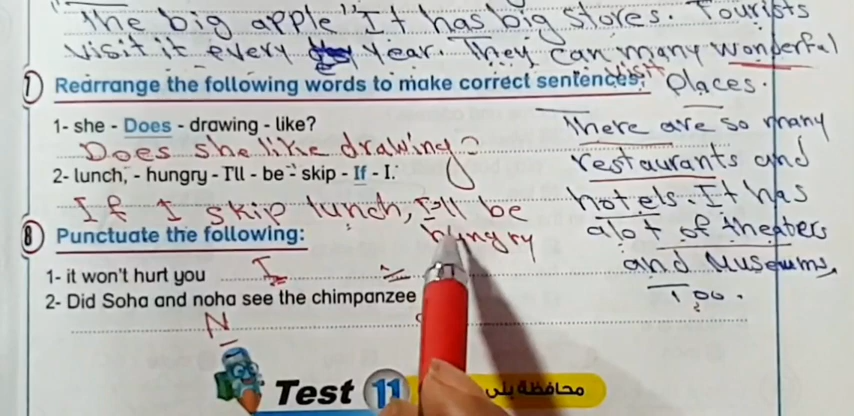 The big apple" It has big stores. Tourists
visit it every year. They can many wonderful
visit places.
7 Rearrange the following words to make correct sentences:
1- she - Does - drawing - like?
Does she like drawing?
2- lunch, - hungry - I'll - be - skip - If - I.
If I skip lunch, I'll be
hungry
There are so many
restaurants and
hotels. It has
alot of theaters
and Museums,
Too.
8 Punctuate the following:
1- it won't hurt you
I
2- Did Soha and noha see the chimpanzee
N
Test 11
محافظة بنى